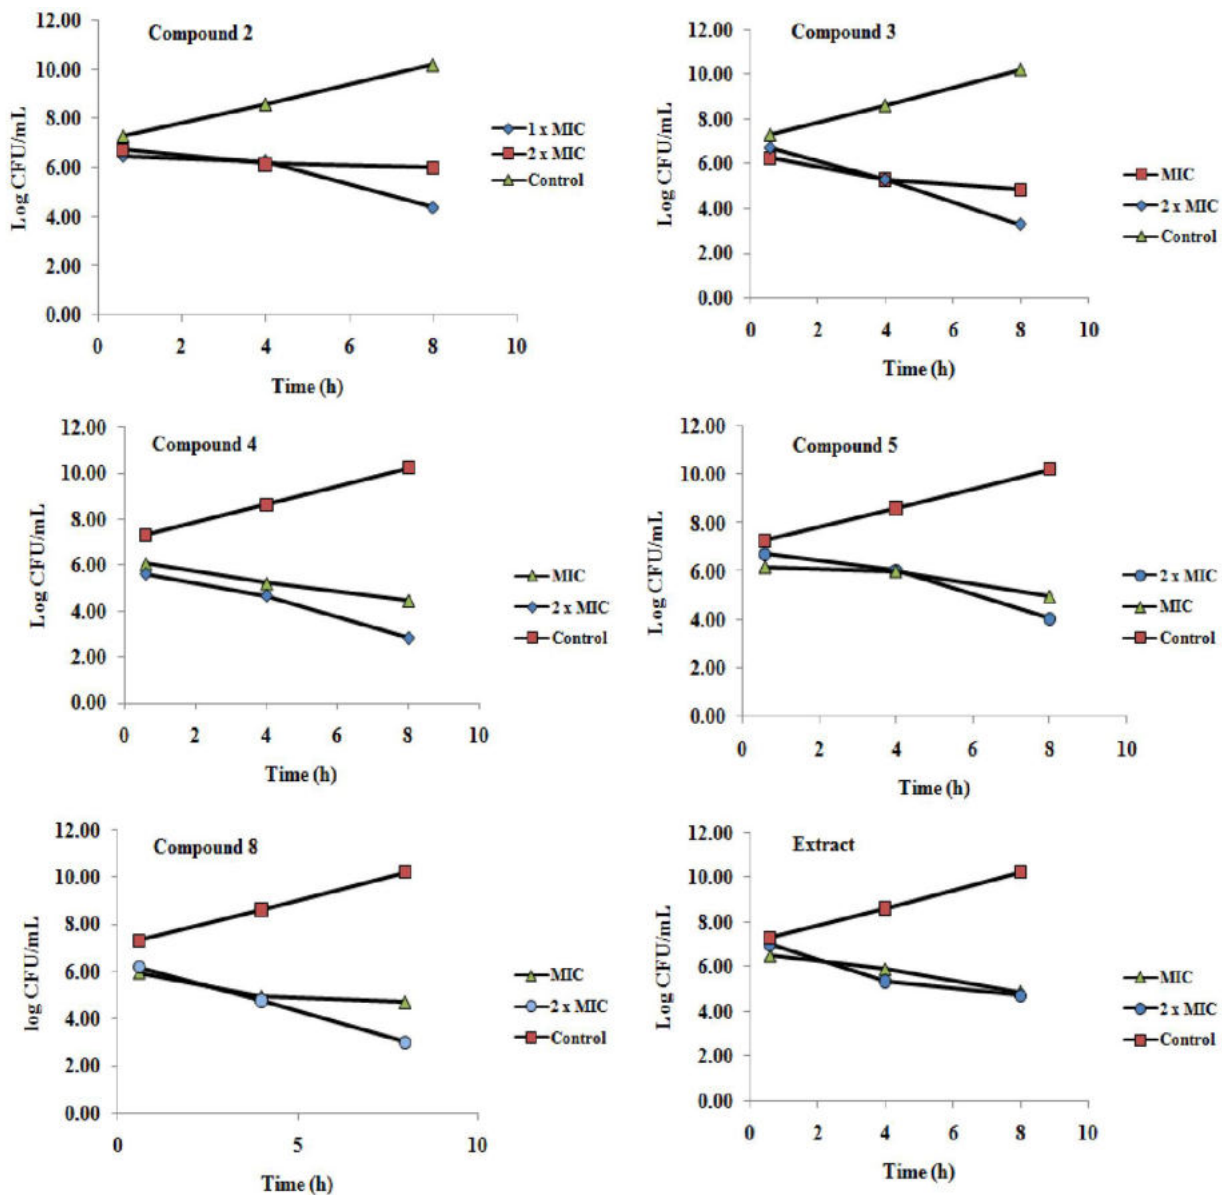 Compound 2
Log CFU/mL
12.00
10.00
8.00
6.00
4.00
2.00
0.00
0 2 4 6 8 10
Time (h)
1 x MIC
2 x MIC
Control
Compound 3
Log CFU/mL
12.00
10.00
8.00
6.00
4.00
2.00
0.00
0 2 4 6 8 10
Time (h)
MIC
2 x MIC
Control
Compound 4
Log CFU/mL
12.00
10.00
8.00
6.00
4.00
2.00
0.00
0 2 4 6 8 10
Time (h)
MIC
2 x MIC
Control
Compound 5
Log CFU/mL
12.00
10.00
8.00
6.00
4.00
2.00
0.00
0 2 4 6 8 10
Time (h)
2 x MIC
MIC
Control
Compound 8
log CFU/mL
12.00
10.00
8.00
6.00
4.00
2.00
0.00
0 5 10
Time (h)
MIC
2 x MIC
Control
Extract
Log CFU/mL
12.00
10.00
8.00
6.00
4.00
2.00
0.00
0 2 4 6 8 10
Time (h)
MIC
2 x MIC
Control